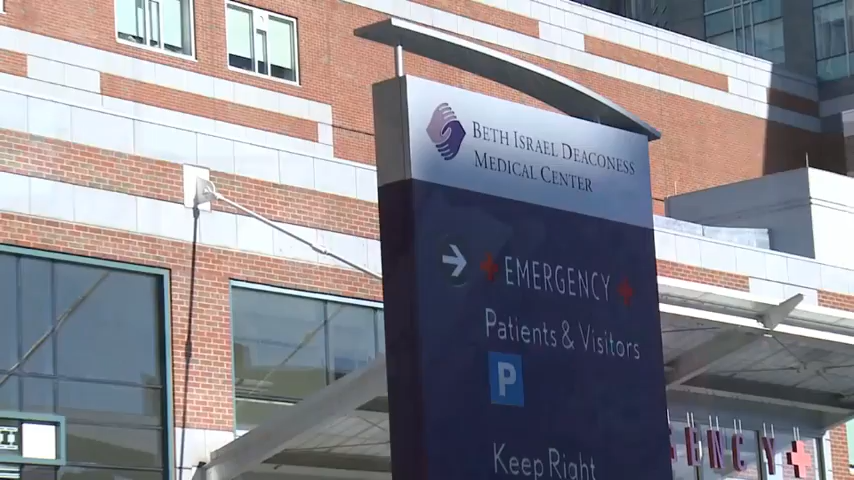 BETH ISRAEL DEACONESS
MEDICAL CENTER
EMERGENCY
Patients & Visitors
P
Keep Right